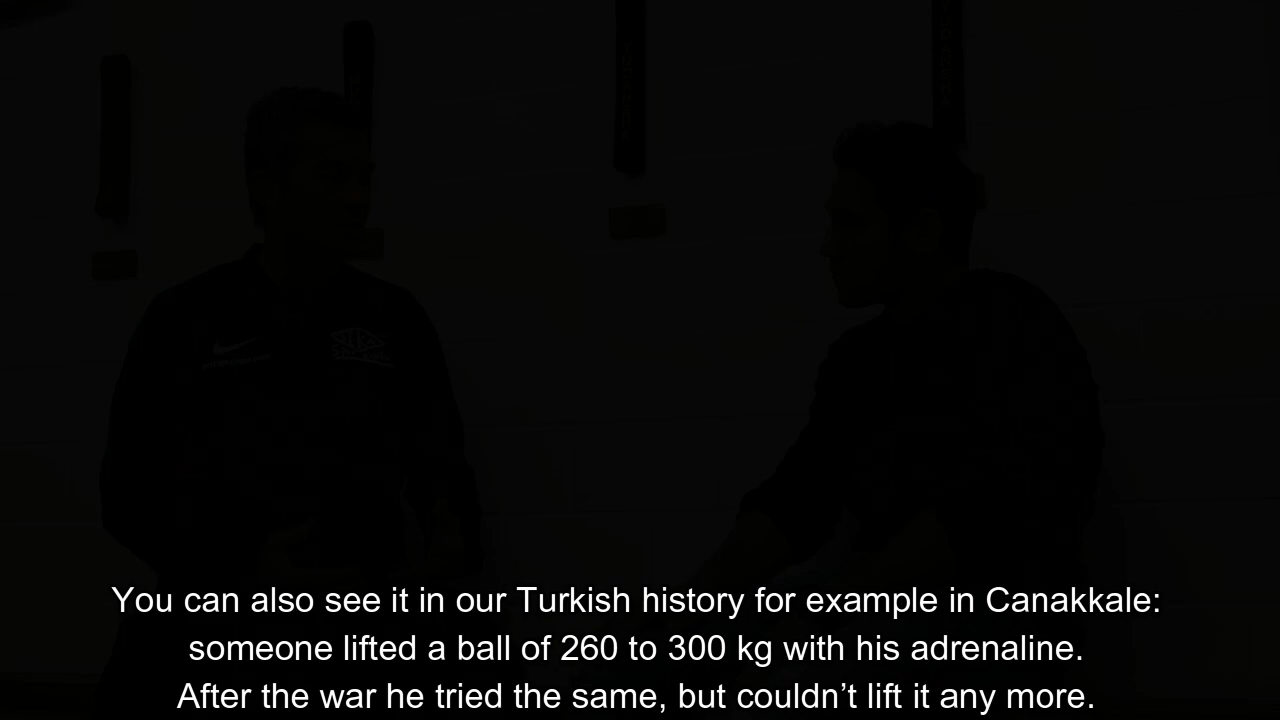 You can also see it in our Turkish history for example in Canakkale:
someone lifted a ball of 260 to 300 kg with his adrenaline.
After the war he tried the same, but couldn’t lift it any more.